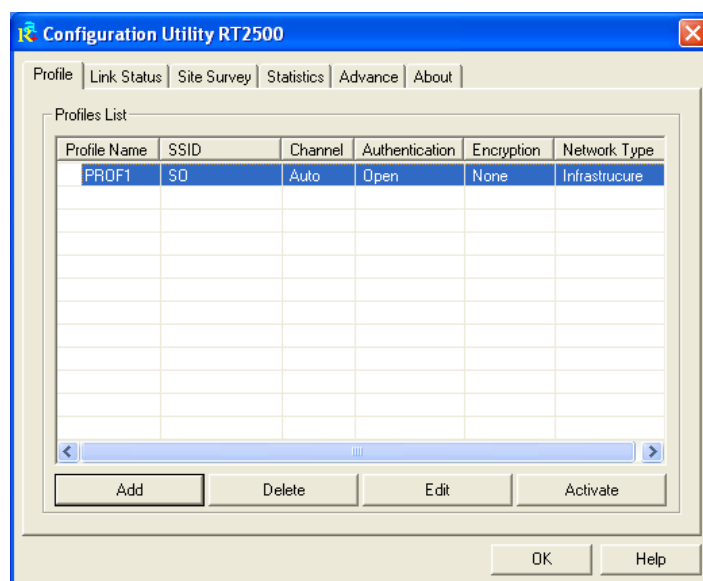 Configuration Utility RT2500
Profile Link Status Site Survey Statistics Advance About
Profiles List
Profile Name SSID Channel Authentication Encryption Network Type
PROF1 SO Auto Open None Infrastrucure
Add Delete Edit Activate
OK Help